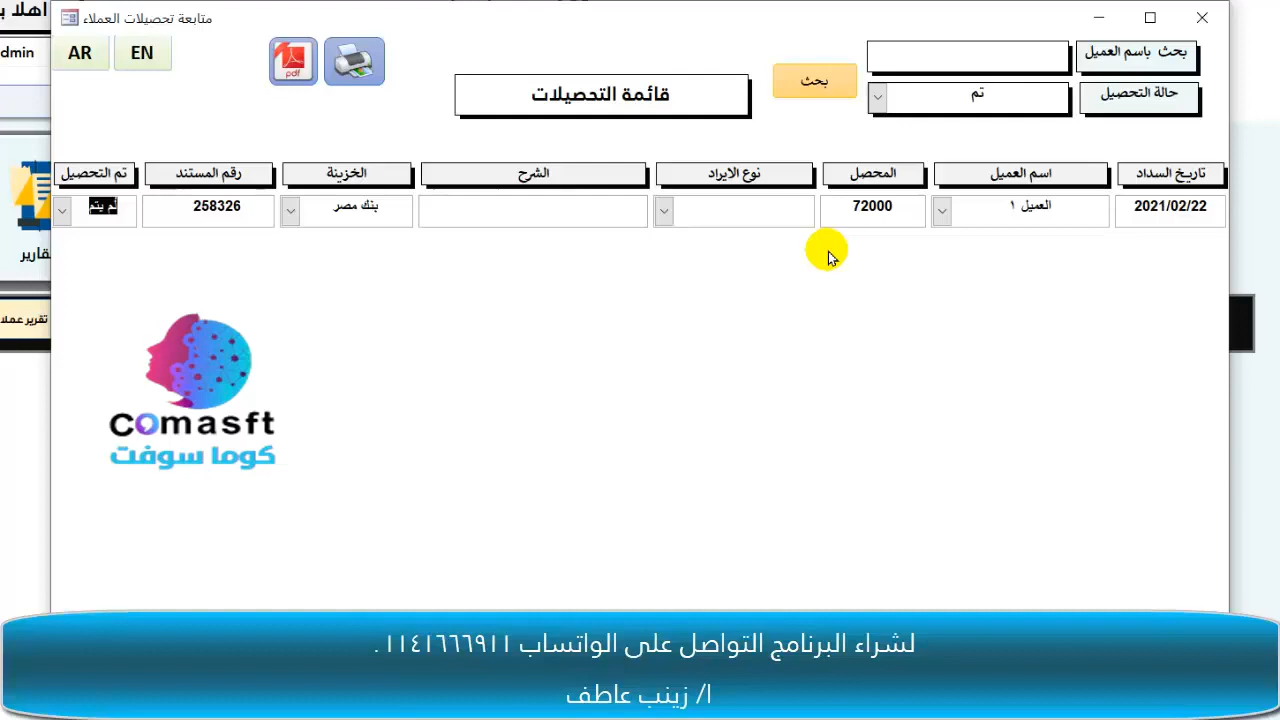 اهلا ب
dmin
متابعة تحصيلات العملاء
AR
EN
pdf
بحث باسم العميل
بحث
حالة التحصيل
تم
قائمة التحصيلات
تاريخ السداد
اسم العميل
المحصل
نوع الايراد
الشرح
الخزينة
رقم المستند
تم التحصيل
2021/02/22
العميل ١
72000
بنك مصر
258326
لم يتم
قارير
تقرير عملا
comasft
كوما سوفت
لشراء البرنامج التواصل على الواتساب ١١٤١٦٦٦٩١١٠
ا/ زينب عاطف